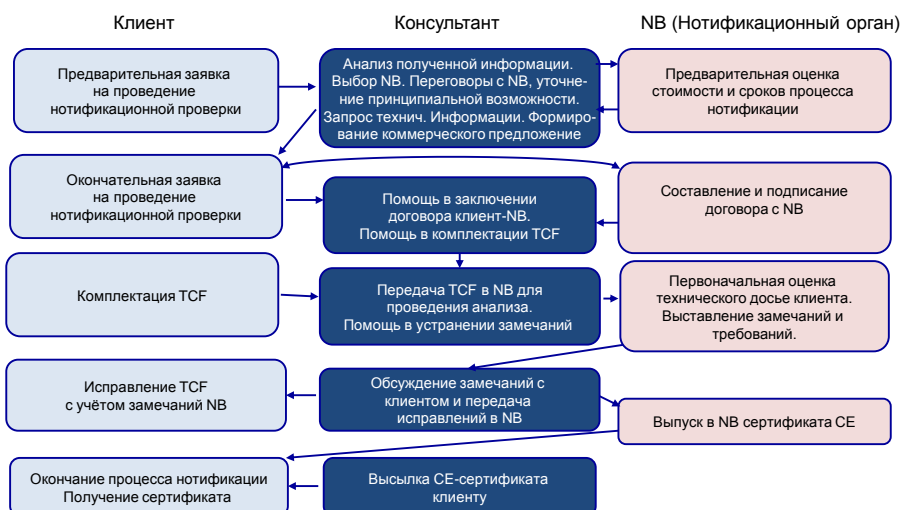 Клиент
Консультант
NB (Нотификационный орган)
Предварительная заявка
на проведение
нотификационной проверки
Анализ полученной информации.
Выбор NB. Переговоры с NB, уточне-
ние принципиальной возможности.
Запрос технич. Информации. Формиро-
вание коммерческого предложение
Предварительная оценка
стоимости и сроков процесса
нотификации
Окончательная заявка
на проведение
нотификационной проверки
Помощь в заключении
договора клиент-NB.
Помощь в комплектации TCF
Составление и подписание
договора с NB
Комплектация TCF
Передача TCF в NB для
проведения анализа.
Помощь в устранении замечаний
Первоначальная оценка
технического досье клиента.
Выставление замечаний и
требований.
Исправление TCF
с учётом замечаний NB
Обсуждение замечаний с
клиентом и передача
исправлений в NB
Выпуск в NB сертификата CE
Окончание процесса нотификации
Получение сертификата
Высылка CE-сертификата
клиенту